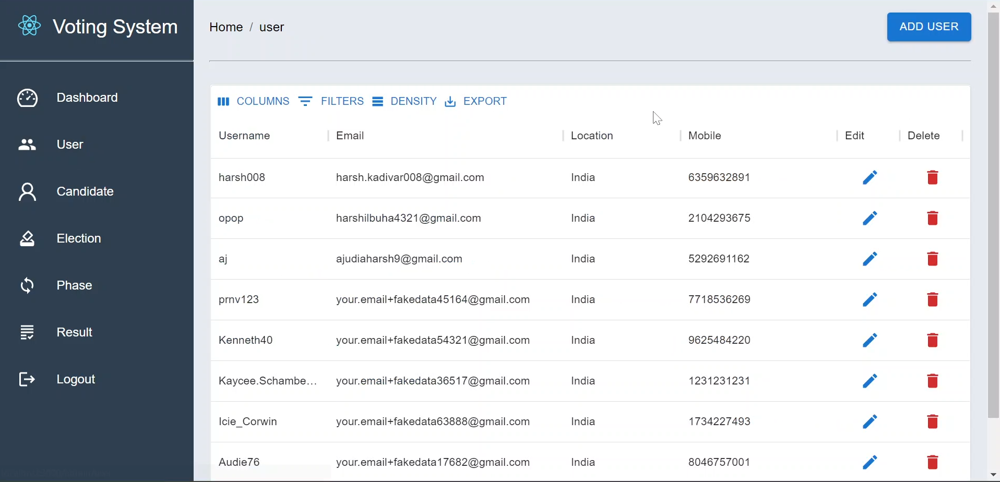 Voting System
Home / user
ADD USER
Dashboard
User
Candidate
Election
Phase
Result
Logout
COLUMNS FILTERS DENSITY EXPORT
Username Email Location Mobile Edit Delete
harsh008 harsh.kadivar008@gmail.com India 6359632891
opop harshilbuha4321@gmail.com India 2104293675
aj ajudiaharsh9@gmail.com India 5292691162
prnv123 your.email+fakedata45164@gmail.com India 7718536269
Kenneth40 your.email+fakedata54321@gmail.com India 9625484220
Kaycee.Schambe... your.email+fakedata36517@gmail.com India 1231231231
Icie_Corwin your.email+fakedata63888@gmail.com India 1734227493
Audie76 your.email+fakedata17682@gmail.com India 8046757001